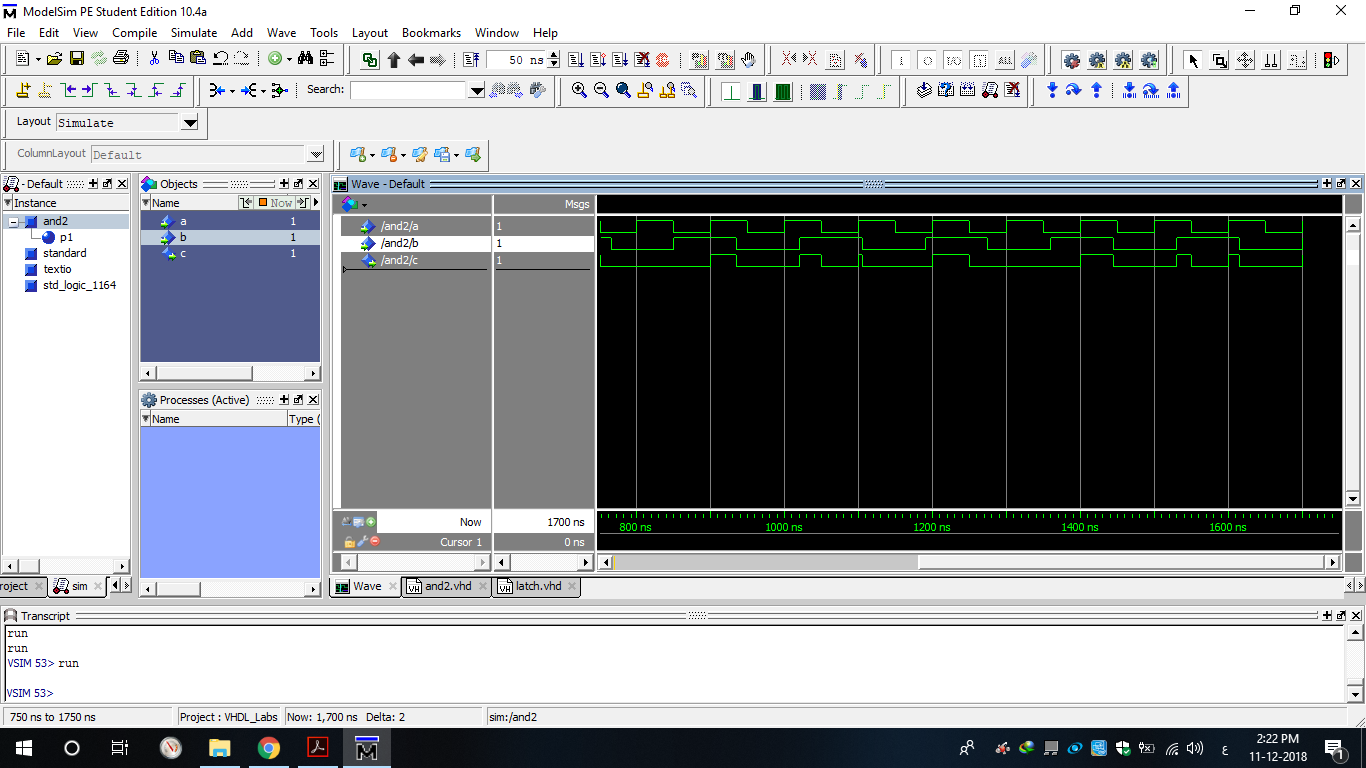 ModelSim PE Student Edition 10.4a
File Edit View Compile Simulate Add Wave Tools Layout Bookmarks Window Help
50 ns
ALL
Search:
Layout Simulate
ColumnLayout Default
- Default
Instance
and2
p1
standard
textio
std_logic_1164
Objects
Name Now
a 1
b 1
c 1
Processes (Active)
Name Type (
Wave - Default
Msgs
/and2/a 1
/and2/b 1
/and2/c 1
Now 1700 ns
Cursor 1 0 ns
800 ns 1000 ns 1200 ns 1400 ns 1600 ns
roject sim
Wave and2.vhd latch.vhd
Transcript
run
run
VSIM 53> run
VSIM 53>
750 ns to 1750 ns Project : VHDL_Labs Now: 1,700 ns Delta: 2 sim:/and2
ع 2:22 PM
11-12-2018
1